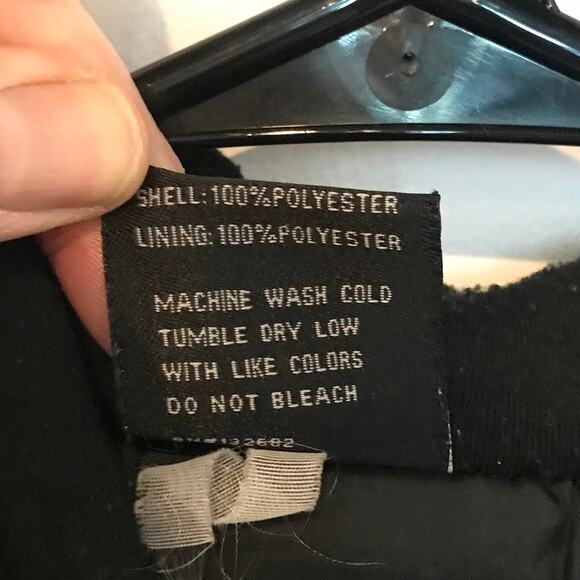 SHELL: 100% POLYESTER
LINING: 100% POLYESTER
MACHINE WASH COLD
TUMBLE DRY LOW
WITH LIKE COLORS
DO NOT BLEACH